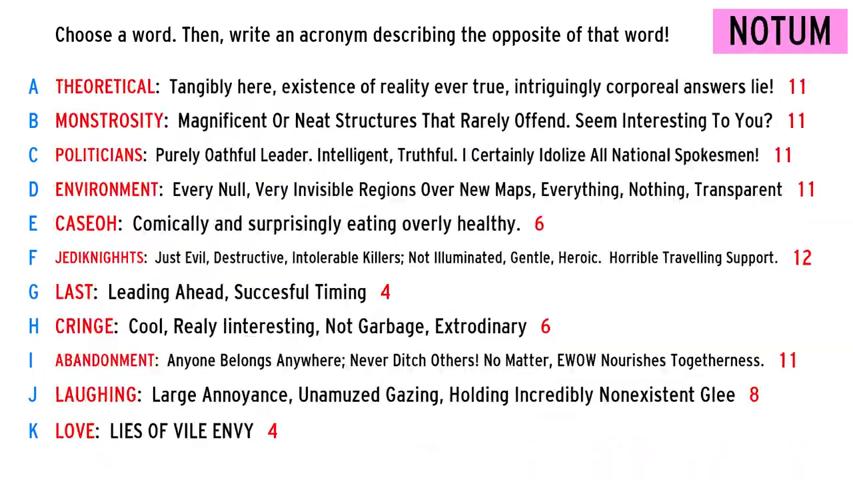 Choose a word. Then, write an acronym describing the opposite of that word!
NOTUM
A THEORETICAL: Tangibly here, existence of reality ever true, intriguingly corporeal answers lie! 11
B MONSTROSITY: Magnificent Or Neat Structures That Rarely Offend. Seem Interesting To You? 11
C POLITICIANS: Purely Oathful Leader. Intelligent, Truthful. I Certainly Idolize All National Spokesmen! 11
D ENVIRONMENT: Every Null, Very Invisible Regions Over New Maps, Everything, Nothing, Transparent 11
E CASEOH: Comically and surprisingly eating overly healthy. 6
F JEDIKNIGHHTS: Just Evil, Destructive, Intolerable Killers; Not Illuminated, Gentle, Heroic. Horrible Travelling Support. 12
G LAST: Leading Ahead, Succesful Timing 4
H CRINGE: Cool, Realy Iinteresting, Not Garbage, Extrodinary 6
I ABANDONMENT: Anyone Belongs Anywhere; Never Ditch Others! No Matter, EWOW Nourishes Togetherness. 11
J LAUGHING: Large Annoyance, Unamuzed Gazing, Holding Incredibly Nonexistent Glee 8
K LOVE: LIES OF VILE ENVY 4